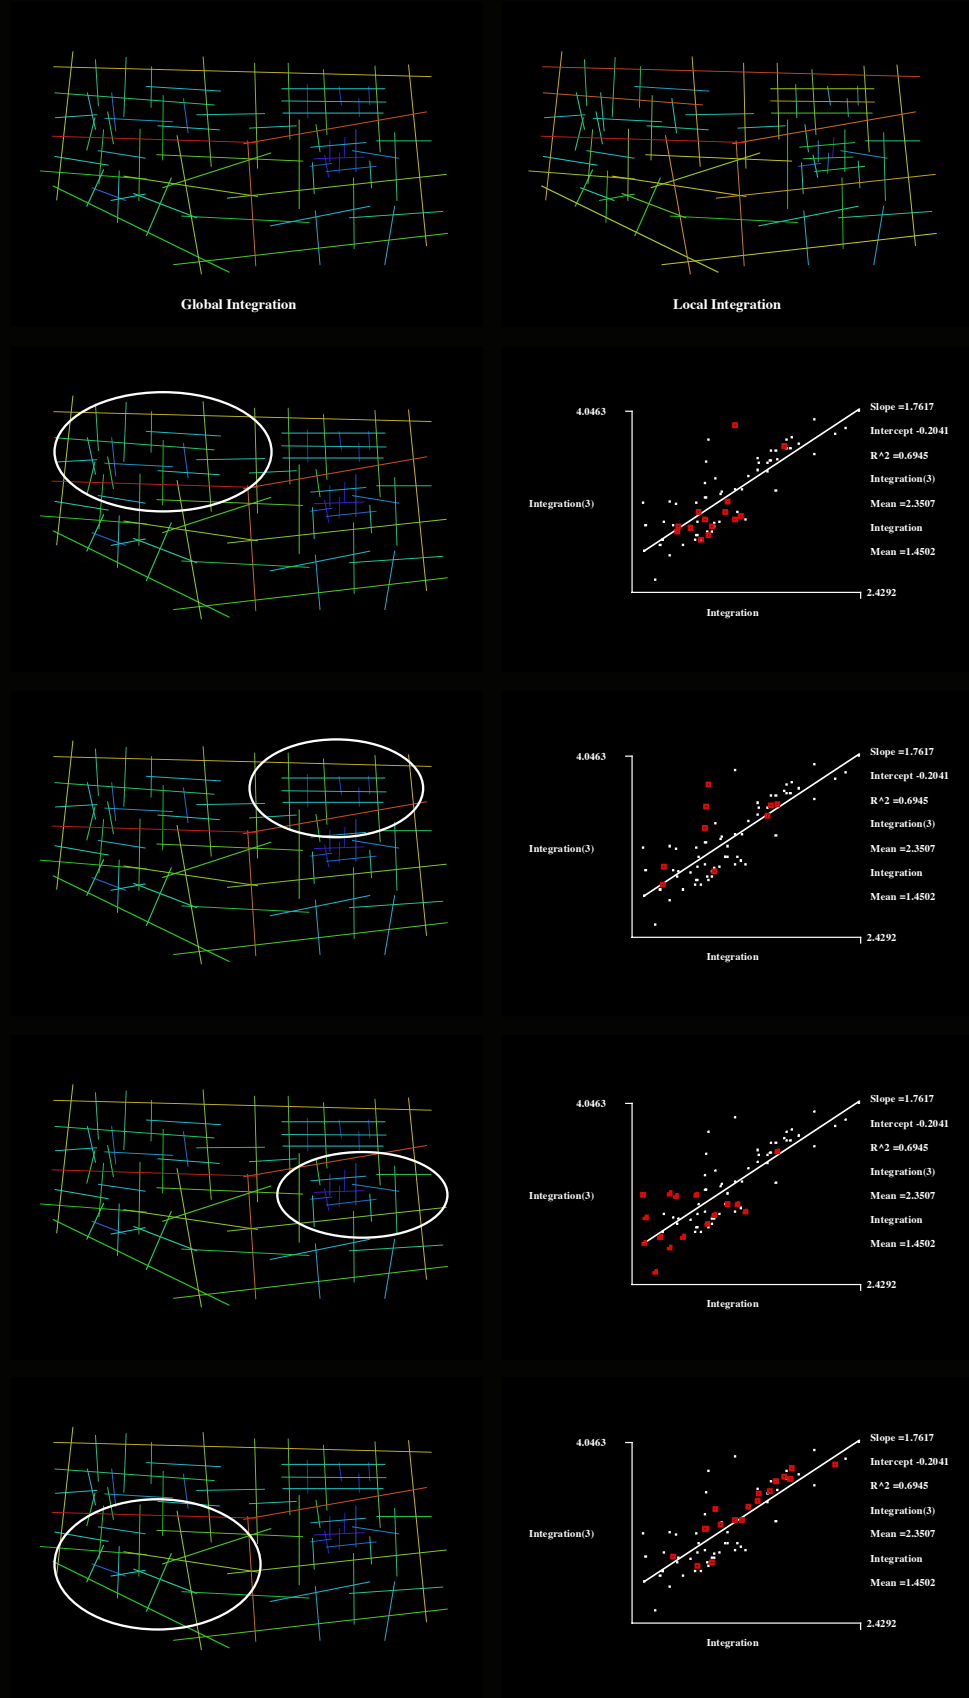 Global Integration
Local Integration
4.0463
Slope =1.7617
Intercept -0.2041
R^2 =0.6945
Integration(3)
Integration(3)
Mean =2.3507
Integration
Mean =1.4502
2.4292
Integration
4.0463
Slope =1.7617
Intercept -0.2041
R^2 =0.6945
Integration(3)
Integration(3)
Mean =2.3507
Integration
Mean =1.4502
2.4292
Integration
4.0463
Slope =1.7617
Intercept -0.2041
R^2 =0.6945
Integration(3)
Integration(3)
Mean =2.3507
Integration
Mean =1.4502
2.4292
Integration
4.0463
Slope =1.7617
Intercept -0.2041
R^2 =0.6945
Integration(3)
Integration(3)
Mean =2.3507
Integration
Mean =1.4502
2.4292
Integration